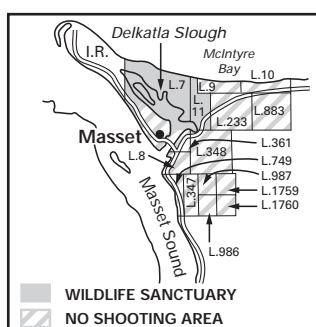 Delkatla Slough
I.R.
McIntyre
Bay
L.7
L.9
L.10
L.
11
L.233
L.883
Masset
L.8
L.348
L.361
L.749
L.987
L.347
L.1759
L.1760
L.986
Masset Sound
WILDLIFE SANCTUARY
NO SHOOTING AREA